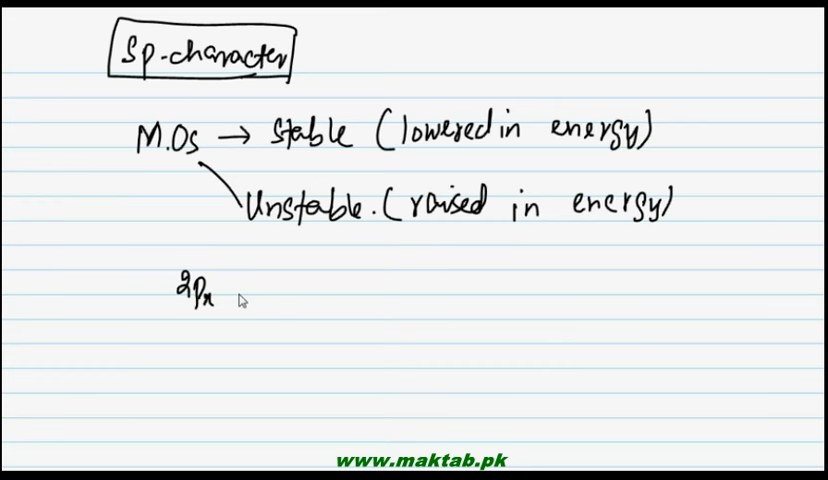 Sp-character
M.Os → Stable (lowered in energy)
Unstable. (raised in energy)
2px
www.maktab.pk